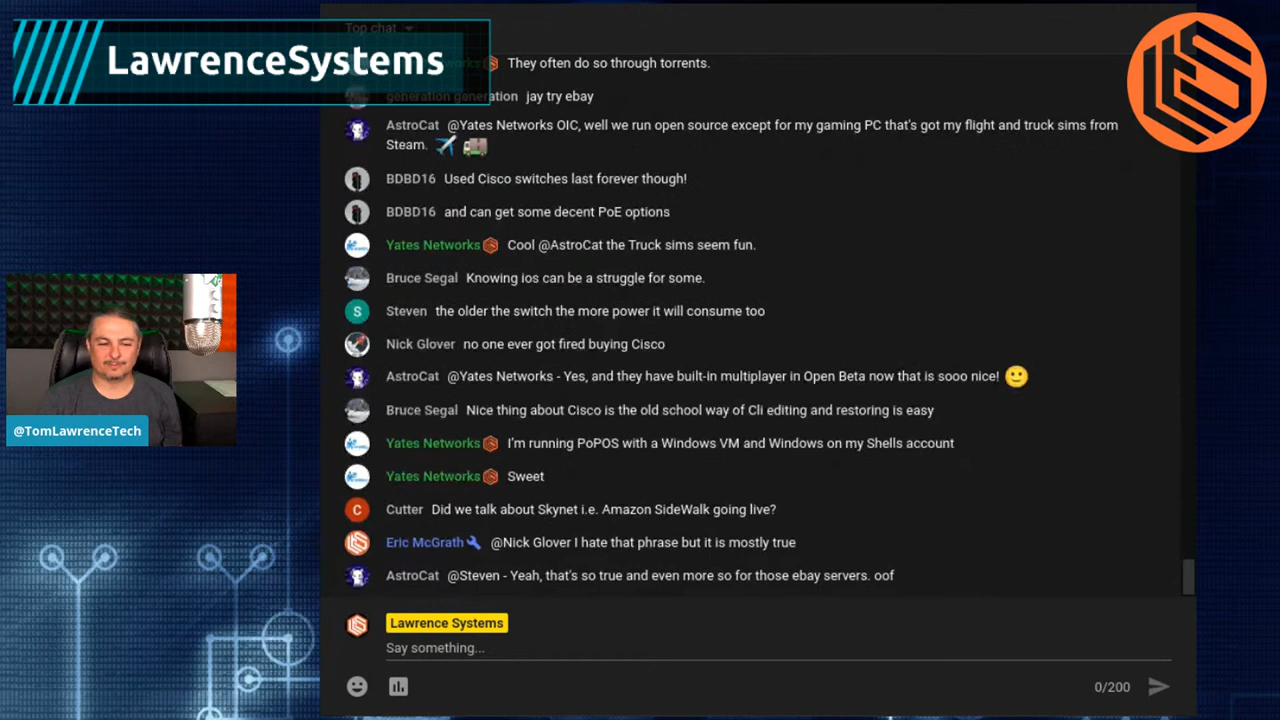 LawrenceSystems
Top chat
They often do so through torrents.
generation generation jay try ebay
AstroCat @Yates Networks OIC, well we run open source except for my gaming PC that's got my flight and truck sims from
Steam.
BDBD16 Used Cisco switches last forever though!
BDBD16 and can get some decent PoE options
Yates Networks Cool @AstroCat the Truck sims seem fun.
Bruce Segal Knowing ios can be a struggle for some.
S Steven the older the switch the more power it will consume too
Nick Glover no one ever got fired buying Cisco
AstroCat @Yates Networks - Yes, and they have built-in multiplayer in Open Beta now that is sooo nice!
Bruce Segal Nice thing about Cisco is the old school way of Cli editing and restoring is easy
@TomLawrenceTech
Yates Networks I'm running PoPOS with a Windows VM and Windows on my Shells account
Yates Networks Sweet
C Cutter Did we talk about Skynet i.e. Amazon SideWalk going live?
Eric McGrath @Nick Glover I hate that phrase but it is mostly true
AstroCat @Steven - Yeah, that's so true and even more so for those ebay servers. oof
Lawrence Systems
Say something...
0/200